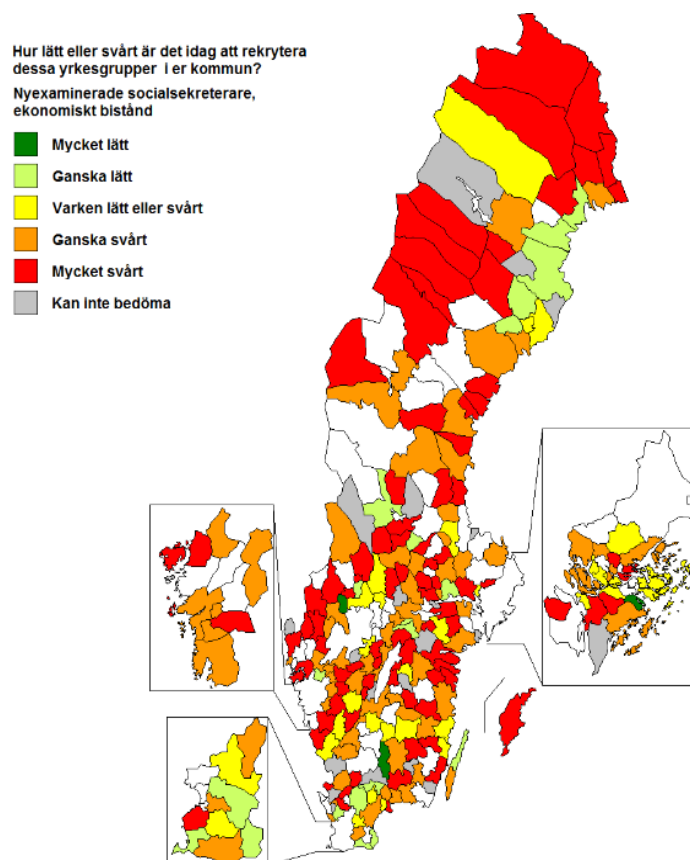 Hur lätt eller svårt är det idag att rekrytera
dessa yrkesgrupper i er kommun?
Nyexaminerade socialsekreterare,
ekonomiskt bistånd
Mycket lätt
Ganska lätt
Varken lätt eller svårt
Ganska svårt
Mycket svårt
Kan inte bedöma